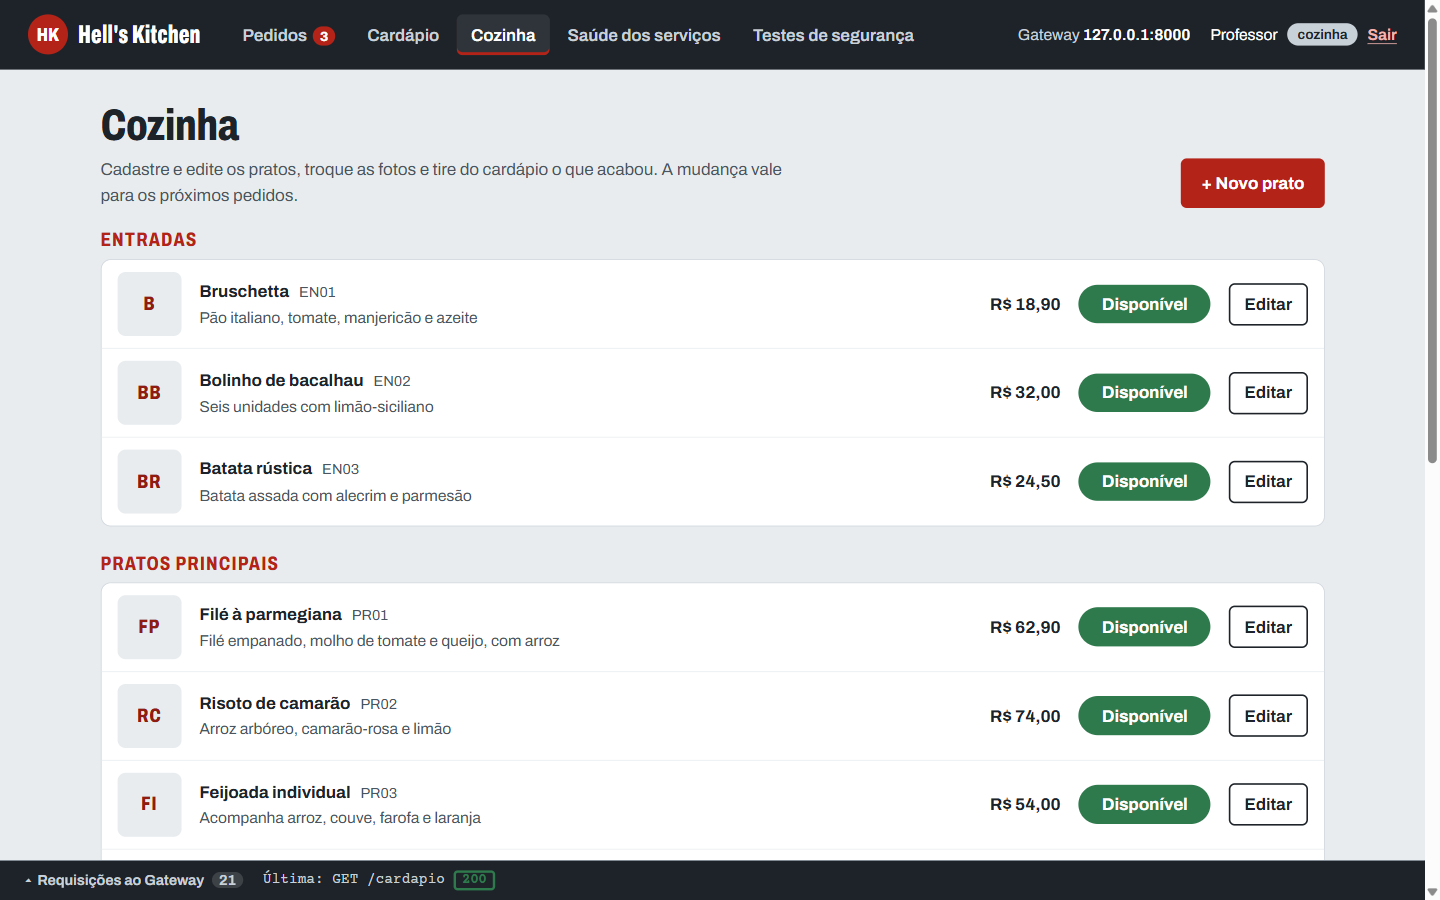 HK Hell's Kitchen Pedidos 3 Cardápio Cozinha Saúde dos serviços Testes de segurança Gateway 127.0.0.1:8000 Professor cozinha Sair
Cozinha
Cadastre e edite os pratos, troque as fotos e tire do cardápio o que acabou. A mudança vale
para os próximos pedidos.
+ Novo prato
ENTRADAS
B
Bruschetta EN01
Pão italiano, tomate, manjericão e azeite
R$ 18,90 Disponível Editar
BB
Bolinho de bacalhau EN02
Seis unidades com limão-siciliano
R$ 32,00 Disponível Editar
BR
Batata rústica EN03
Batata assada com alecrim e parmesão
R$ 24,50 Disponível Editar
PRATOS PRINCIPAIS
FP
Filé à parmegiana PR01
Filé empanado, molho de tomate e queijo, com arroz
R$ 62,90 Disponível Editar
RC
Risoto de camarão PR02
Arroz arbóreo, camarão-rosa e limão
R$ 74,00 Disponível Editar
FI
Feijoada individual PR03
Acompanha arroz, couve, farofa e laranja
R$ 54,00 Disponível Editar
Requisições ao Gateway 21 Última: GET /cardapio 200